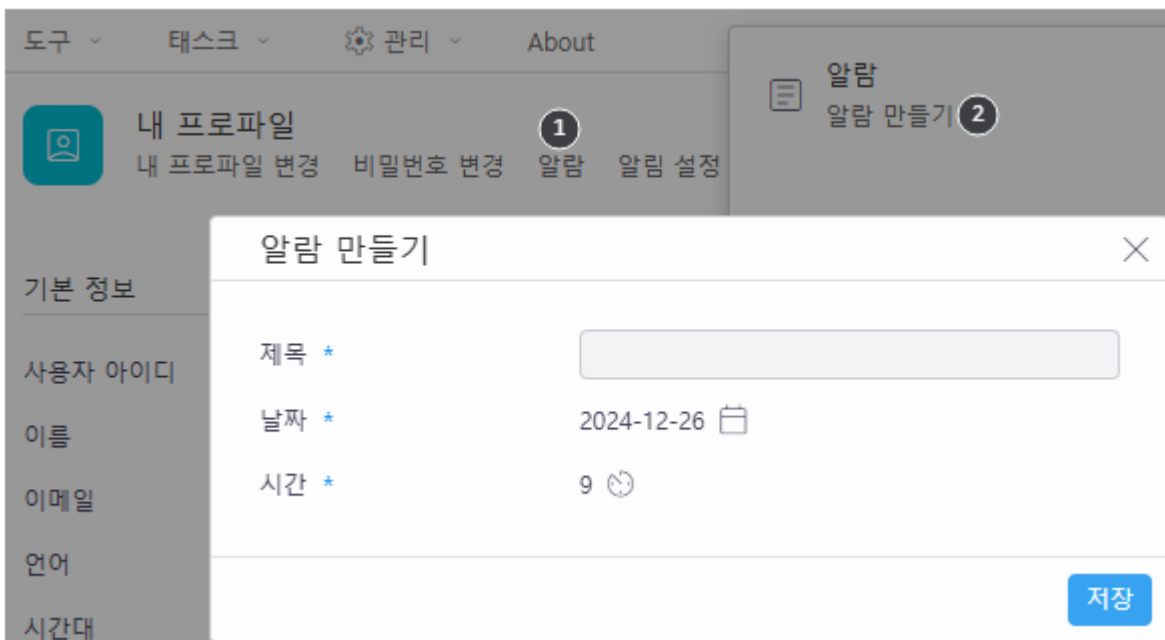 도구 태스크 관리 About
내 프로파일
내 프로파일 변경 비밀번호 변경 알람 알림 설정
1
알람
알람 만들기
2
알람 만들기
기본 정보
사용자 아이디
이름
이메일
언어
시간대
제목 *
날짜 * 2024-12-26
시간 * 9
저장